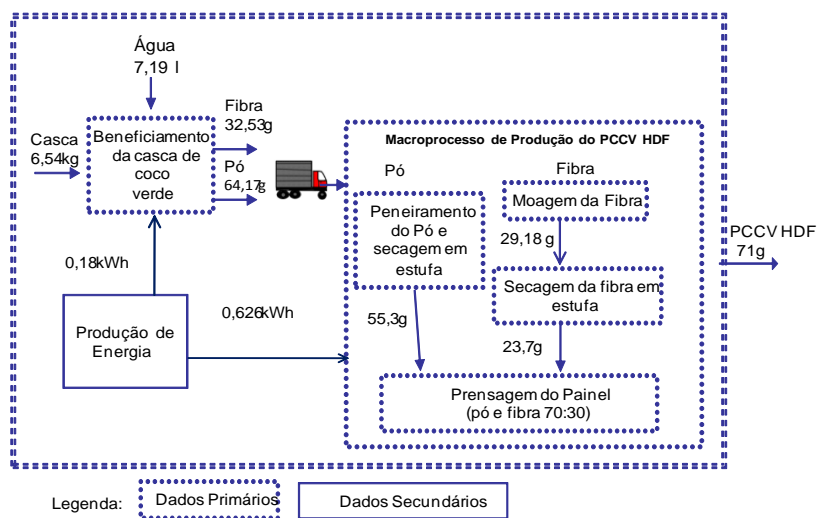 Água
7,19 l
Casca
6,54kg
Beneficiamento
da casca de
coco
verde
Fibra
32,53g
Pó
64,17g
0,18kWh
Produção de
Energia
0,626kWh
Macroprocesso de Produção do PCCV HDF
Pó
Peneiramento
do Pó e
secagem em
estufa
55,3g
Fibra
Moagem da Fibra
29,18 g
Secagem da fibra em
estufa
23,7g
Prensagem do Painel
(pó e fibra 70:30)
PCCV HDF
71g
Legenda:
Dados Primários
Dados Secundários